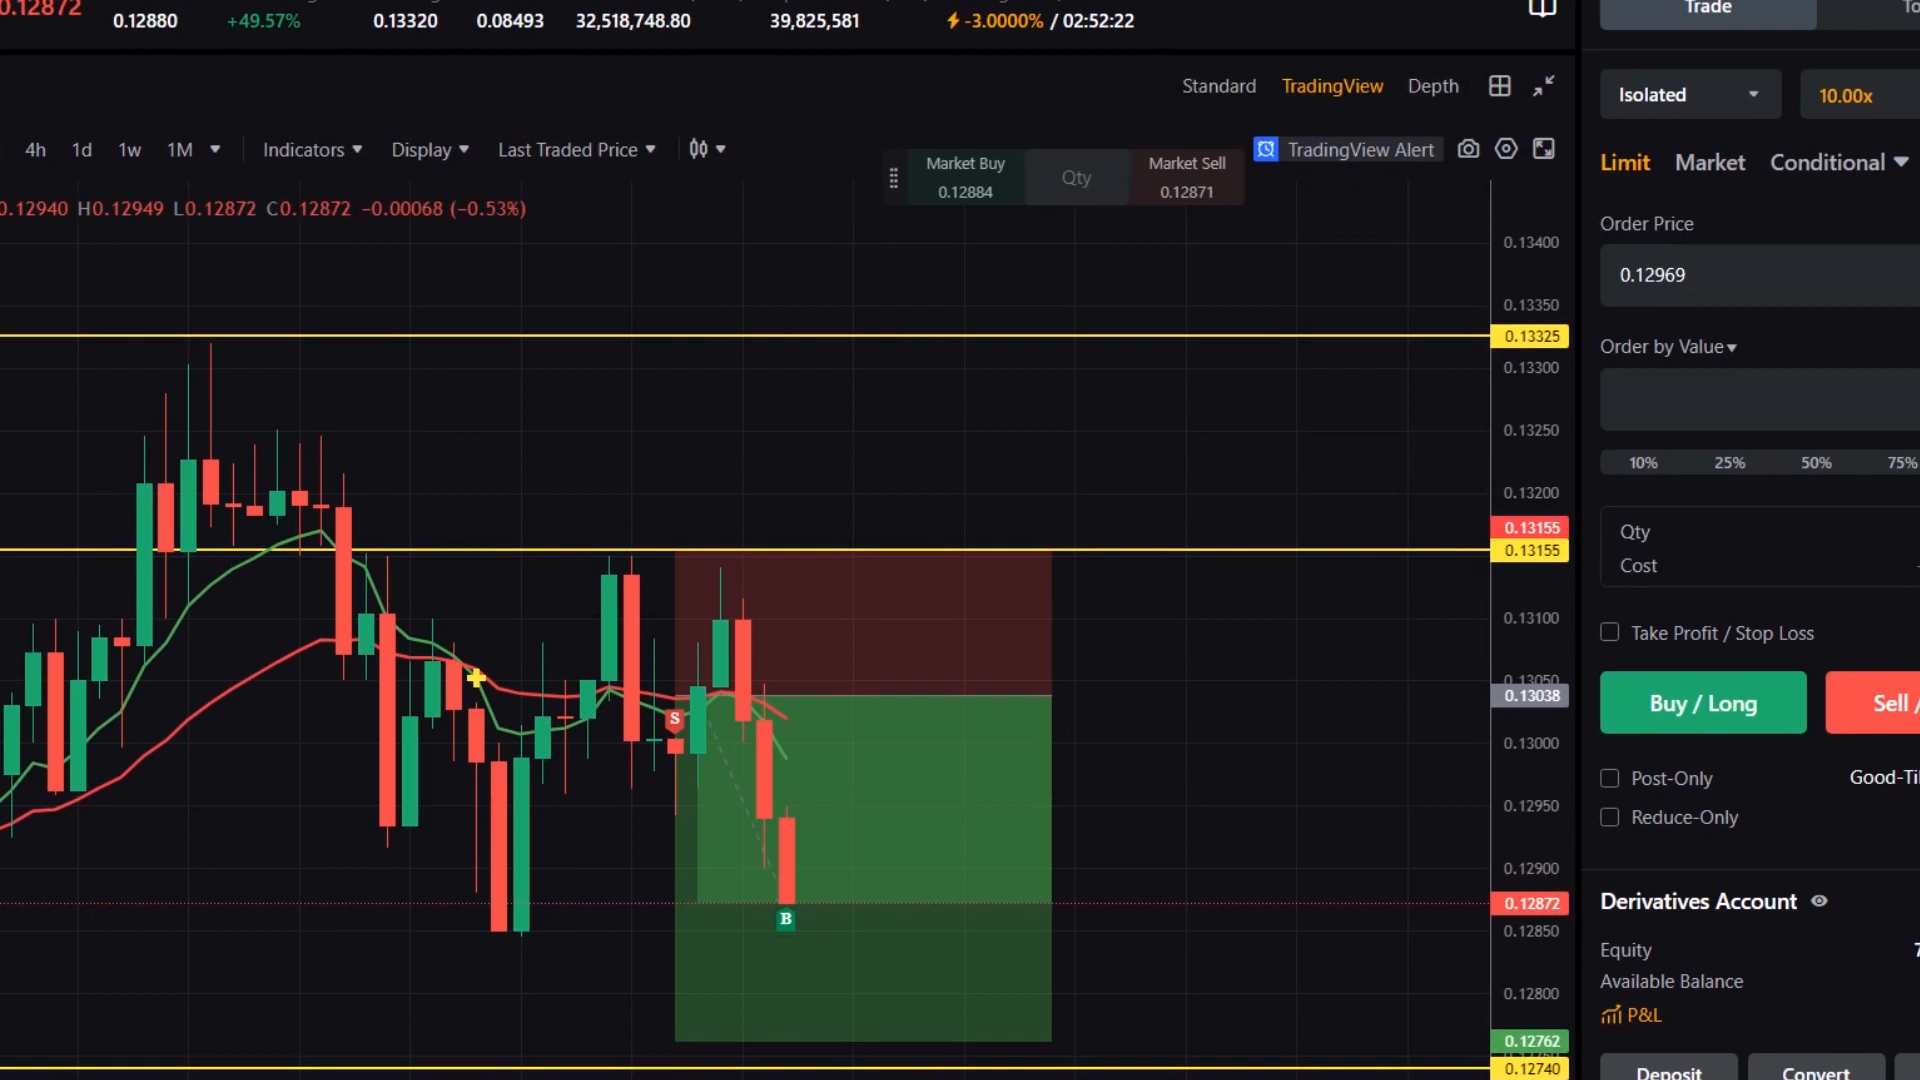 0.12872
0.12880 +49.57% 0.13320 0.08493 32,518,748.80 39,825,581 -3.0000% / 02:52:22
Trade
Standard TradingView Depth
Isolated 10.00x
4h 1d 1w 1M Indicators Display Last Traded Price
Market Buy 0.12884
Qty
Market Sell 0.12871
TradingView Alert
Limit Market Conditional
0.12940 H0.12949 L0.12872 C0.12872 −0.00068 (−0.53%)
Order Price
0.12969
Order by Value
10% 25% 50% 75%
Qty
Cost
Take Profit / Stop Loss
Buy / Long Sell /
Post-Only Good-Til
Reduce-Only
Derivatives Account
Equity 7
Available Balance
P&L
Deposit Convert
0.13400
0.13350
0.13325
0.13300
0.13250
0.13200
0.13155
0.13155
0.13100
0.13050
0.13038
0.13000
0.12950
0.12900
0.12872
0.12850
0.12800
0.12762
0.12740
S
B